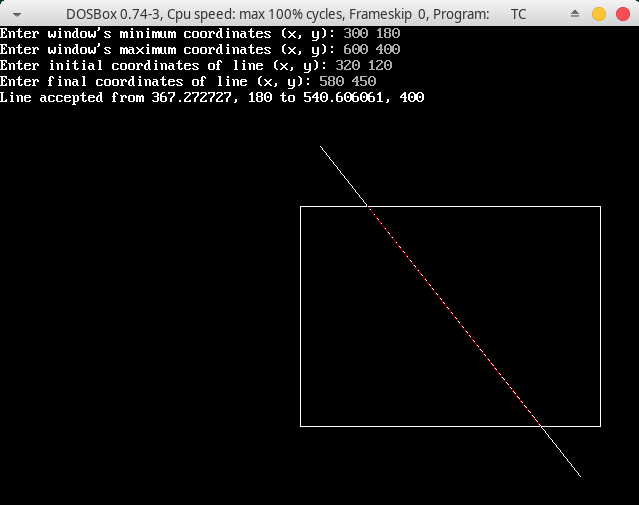 DOSBox 0.74-3, Cpu speed: max 100% cycles, Frameskip 0, Program: TC
Enter window's minimum coordinates (x, y): 300 180
Enter window's maximum coordinates (x, y): 600 400
Enter initial coordinates of line (x, y): 320 120
Enter final coordinates of line (x, y): 580 450
Line accepted from 367.272727, 180 to 540.606061, 400